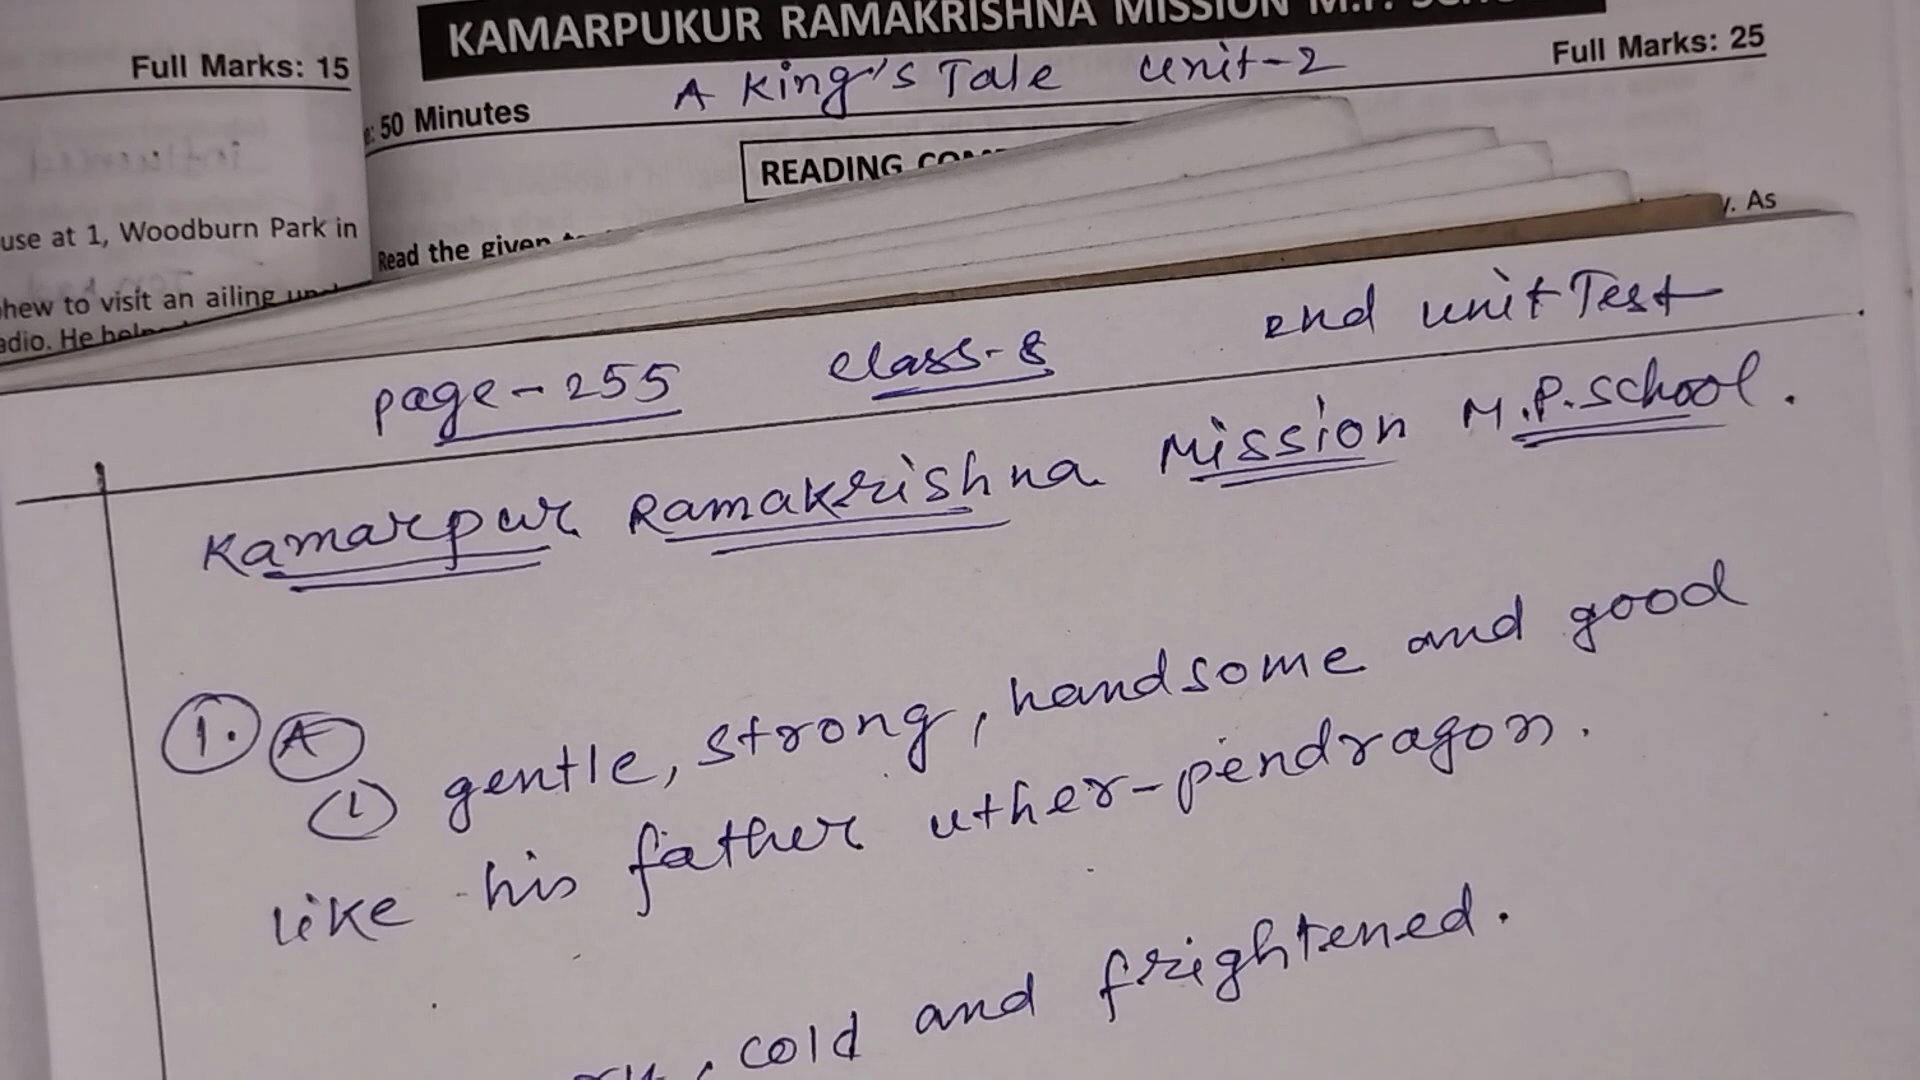 Full Marks: 15
KAMARPUKUR RAMAKRISHNA MISSION M.P.
50 Minutes
A King's Tale Unit-2
Full Marks: 25
READING
use at 1, Woodburn Park in
Read the given
y. As
hew to visit an ailing
adio. He
page-255 class-8 end unit Test
Kamarpur Ramakrishna Mission M.P. School.
1. A
i gentle, strong, handsome and good
like his father uther-pendragon.
, cold and frightened.